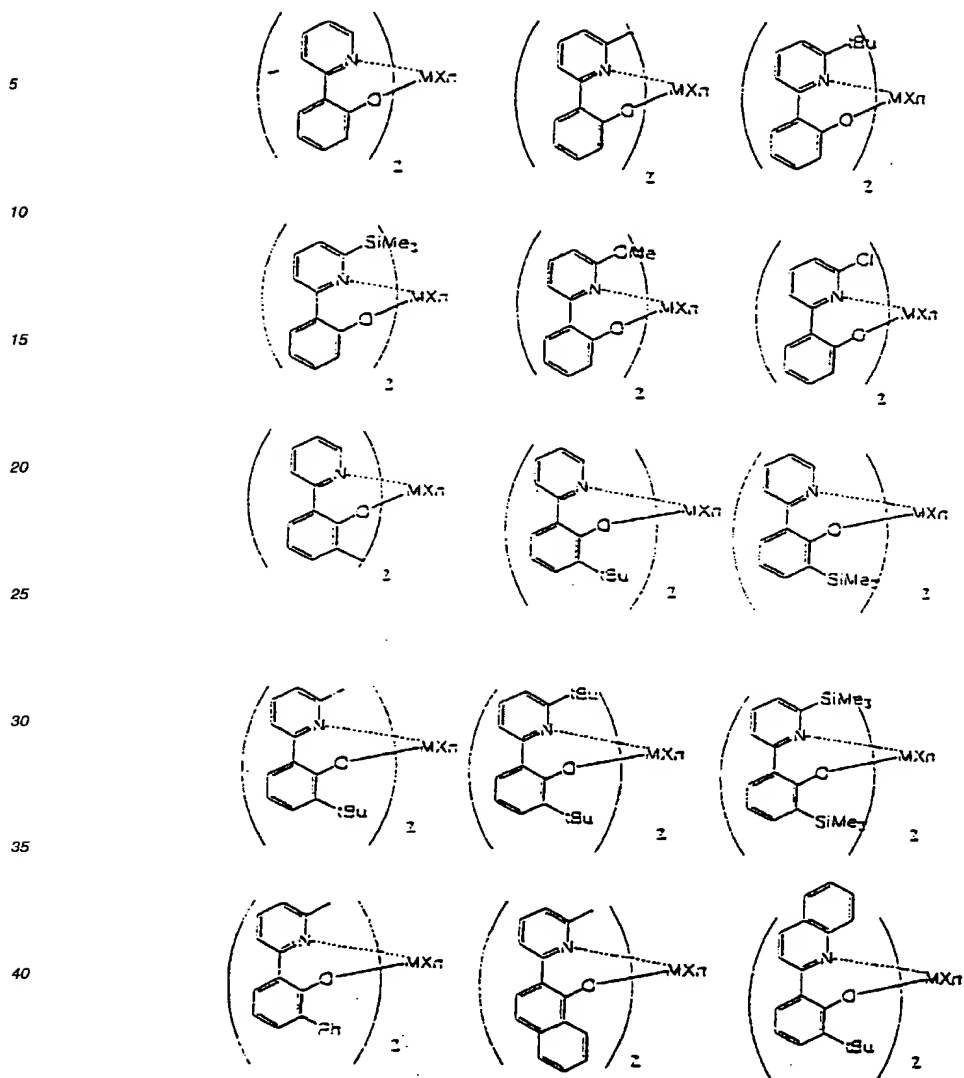 N N tBu
N
5 MXn MXn MXn
O O O
2 2 2
10
SiMe3 OMe Cl
N N N
MXn MXn MXn
15 O O O
2 2 2
20 N N N
MXn MXn MXn
O O O
2 tBu 2 SiMe3 2
25
tBu SiMe3
30 N N N
MXn MXn MXn
O O O
tBu 2 tBu 2 SiMe3 2
35
N N N
40 MXn MXn MXn
O O O
Ph 2 2 tBu 2